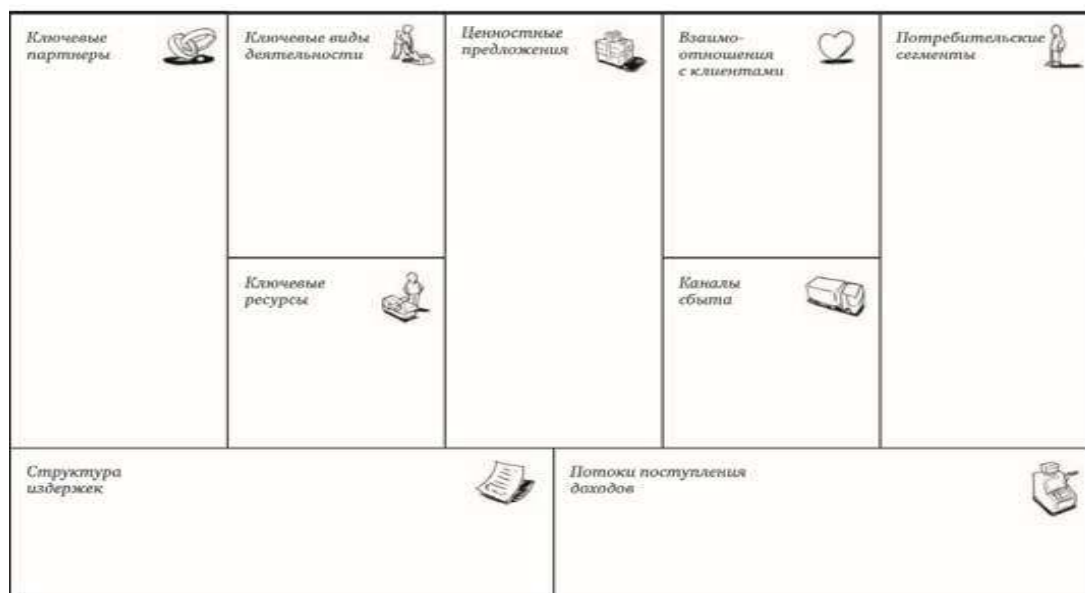 Ключевые
партнеры
Ключевые виды
деятельности
Ценностные
предложения
Взаимо-
отношения
с клиентами
Потребительские
сегменты
Ключевые
ресурсы
Каналы
сбыта
Структура
издержек
Потоки поступления
доходов